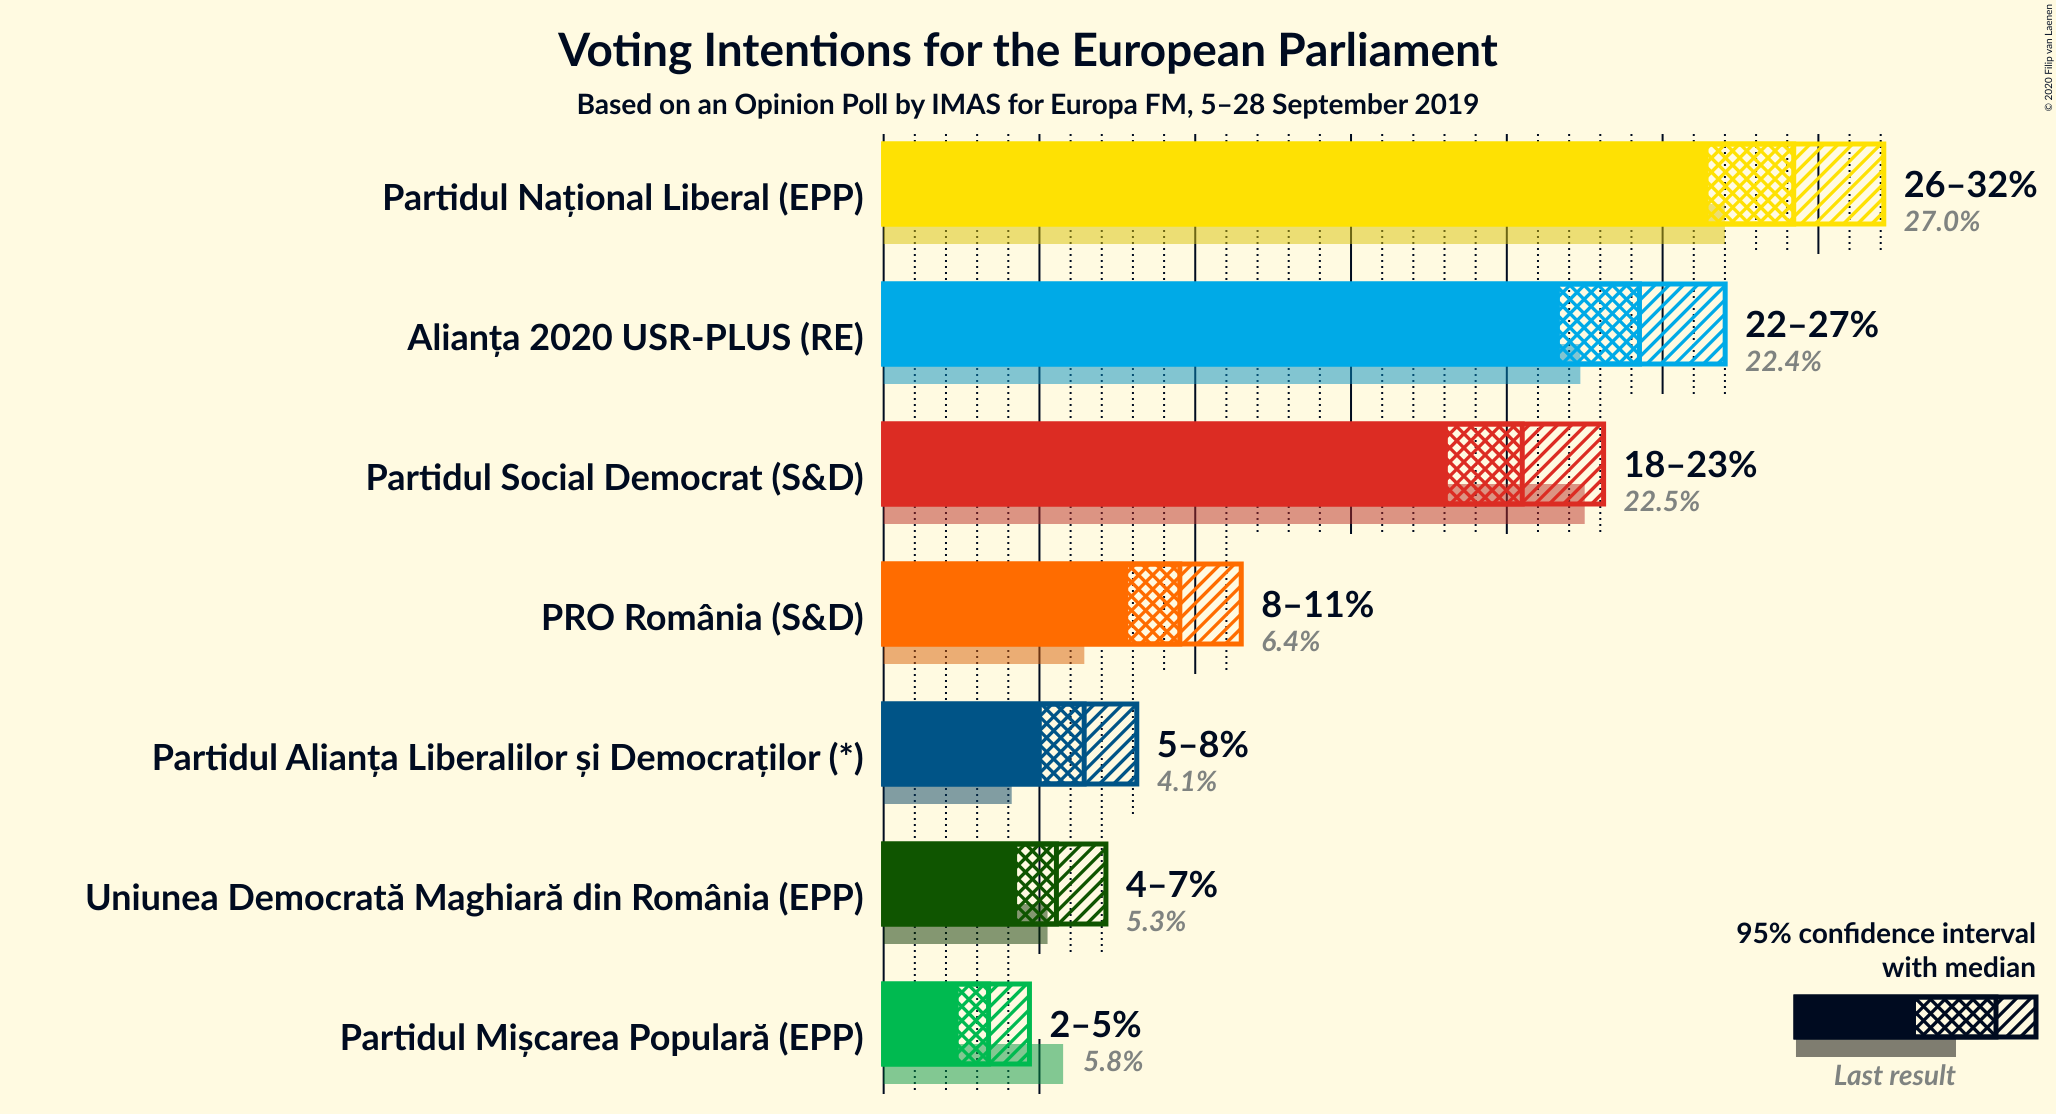 © 2020 Filip van Laenen
Voting Intentions for the European Parliament
Based on an Opinion Poll by IMAS for Europa FM, 5–28 September 2019
Partidul Național Liberal (EPP)
26–32%
27.0%
Alianța 2020 USR-PLUS (RE)
22–27%
22.4%
Partidul Social Democrat (S&D)
18–23%
22.5%
PRO România (S&D)
8–11%
6.4%
Partidul Alianța Liberalilor și Democraților (*)
5–8%
4.1%
Uniunea Democrată Maghiară din România (EPP)
4–7%
5.3%
Partidul Mișcarea Populară (EPP)
2–5%
5.8%
95% confidence interval
with median
Last result